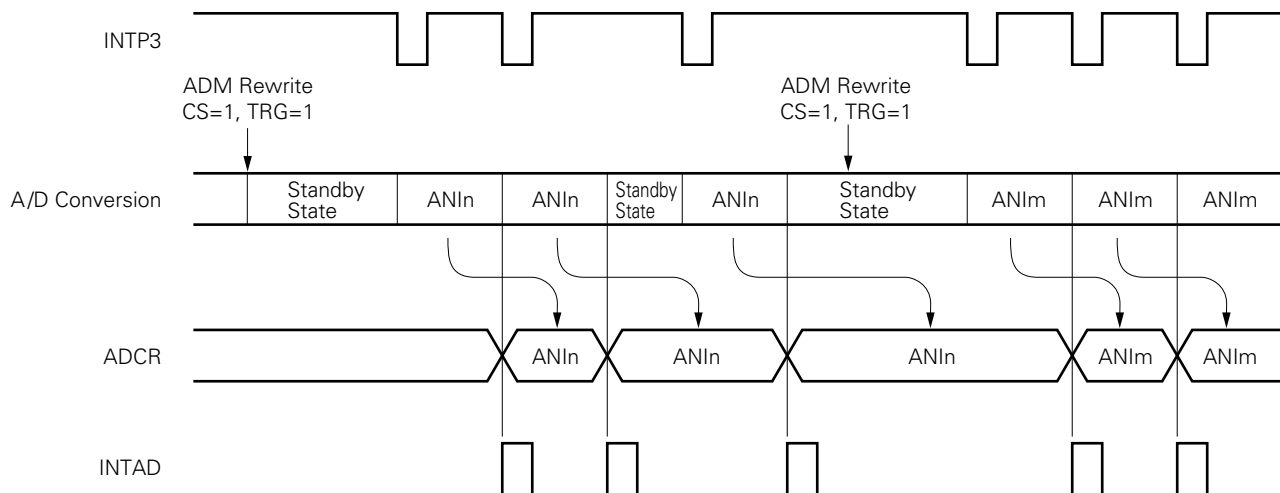 INTP3
ADM Rewrite
CS=1, TRG=1
ADM Rewrite
CS=1, TRG=1
A/D Conversion
Standby
State
ANIn
ANIn
Standby
State
ANIn
Standby
State
ANIm
ANIm
ANIm
ADCR
ANIn
ANIn
ANIn
ANIm
ANIm
INTAD